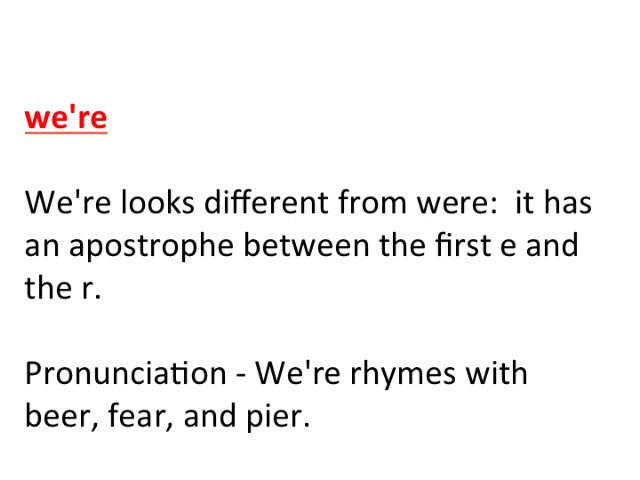 we're
We're looks different from were:  it has
an apostrophe between the first e and
the r.
Pronunciation - We're rhymes with
beer, fear, and pier.